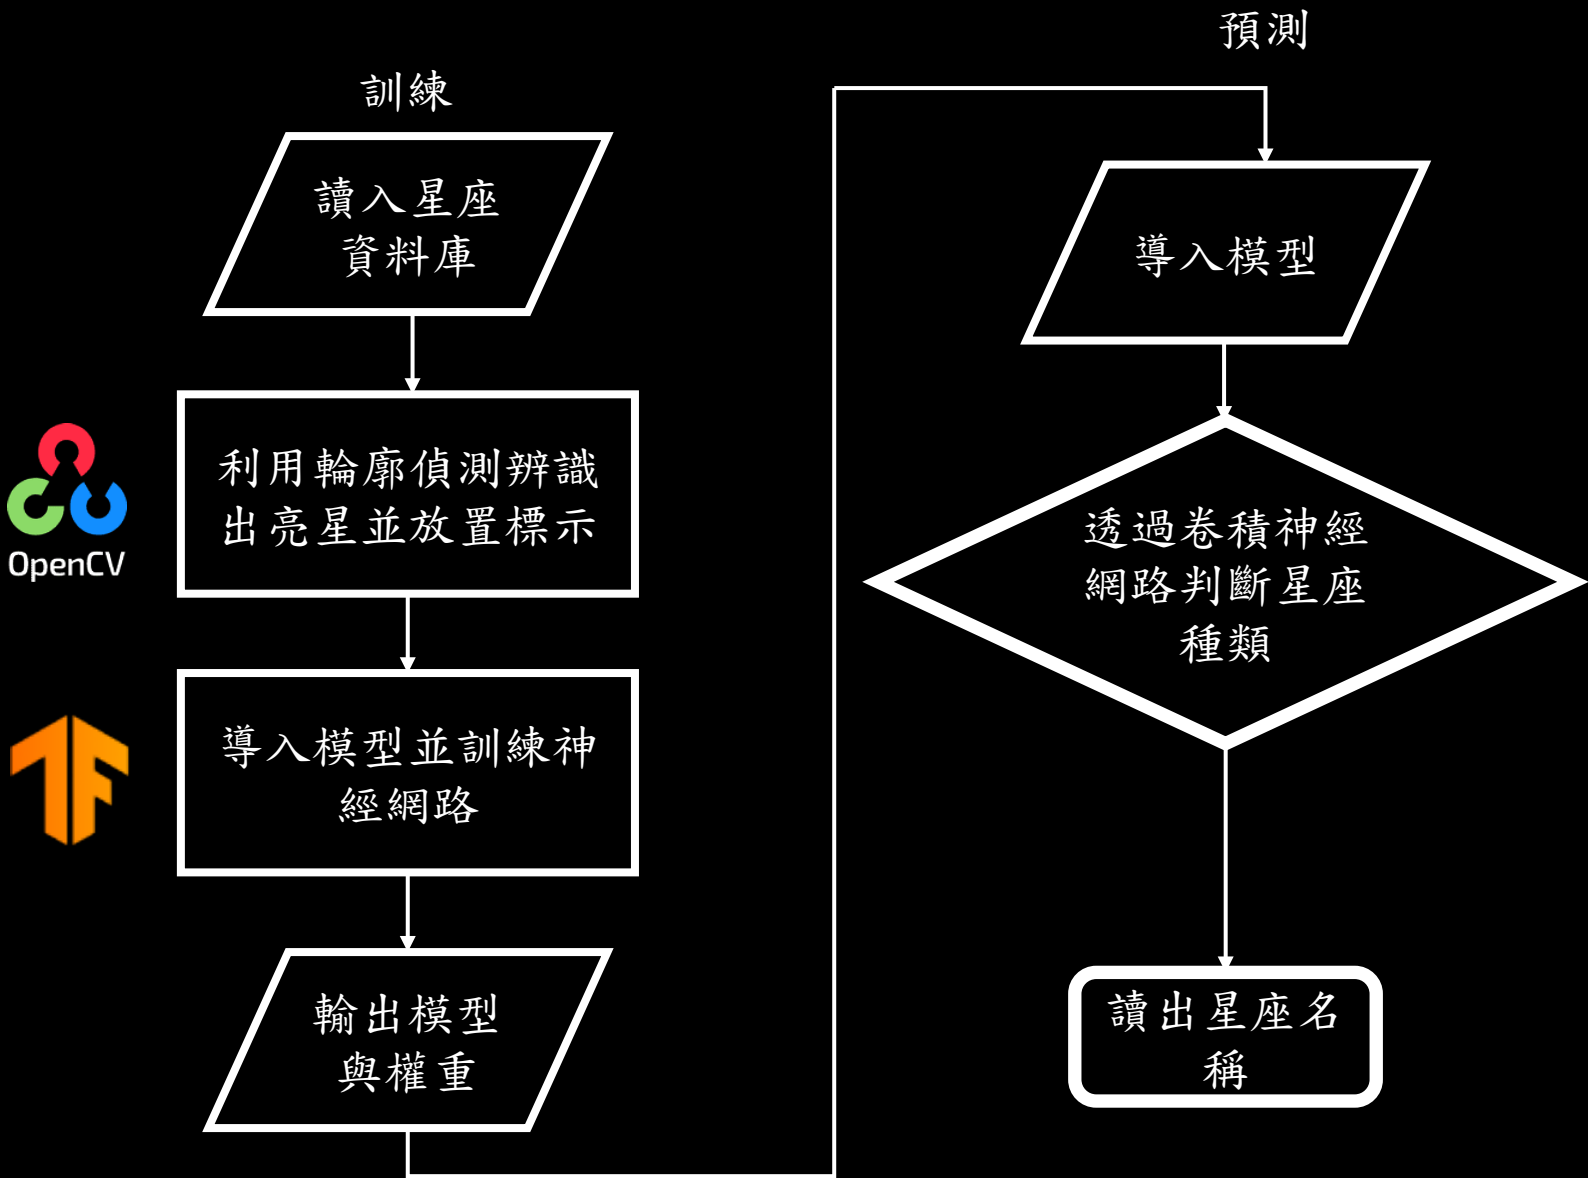 訓練
讀入星座
資料庫
OpenCV
利用輪廓偵測辨識
出亮星並放置標示
導入模型並訓練神
經網路
輸出模型
與權重
預測
導入模型
透過卷積神經
網路判斷星座
種類
讀出星座名
稱